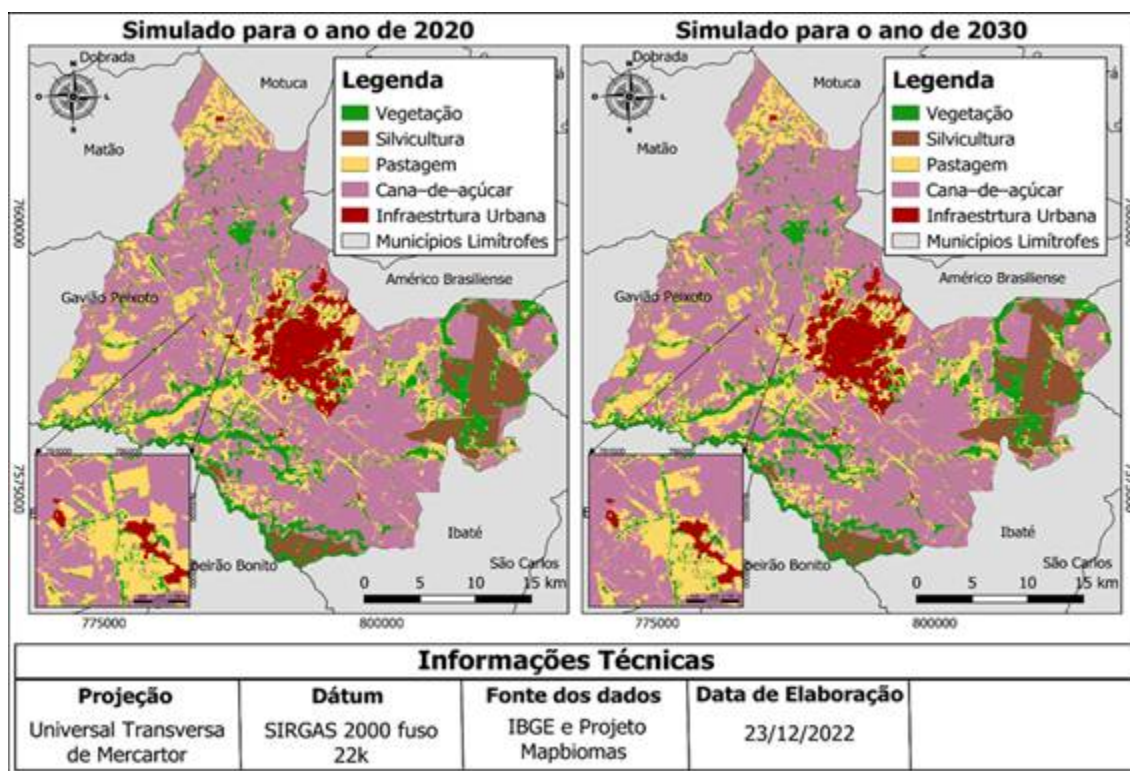 Simulado para o ano de 2020
Dobrada
Motuca
Matão
Legenda
Vegetação
Silvicultura
Pastagem
Cana-de-açúcar
Infraestrtura Urbana
Municípios Limítrofes
7600000
Américo Brasiliense
Gavião Peixoto
7575000
Ibaté
São Carlos
beirão Bonito
0 5 10 15 km
775000 800000
Simulado para o ano de 2030
Dobrada
Motuca
Matão
Legenda
Vegetação
Silvicultura
Pastagem
Cana-de-açúcar
Infraestrtura Urbana
Municípios Limítrofes
Américo Brasiliense
Gavião Peixoto
Ibaté
São Carlos
beirão Bonito
0 5 10 15 km
775000 800000
Informações Técnicas
Projeção
Universal Transversa
de Mercartor
Dátum
SIRGAS 2000 fuso
22k
Fonte dos dados
IBGE e Projeto
Mapbiomas
Data de Elaboração
23/12/2022